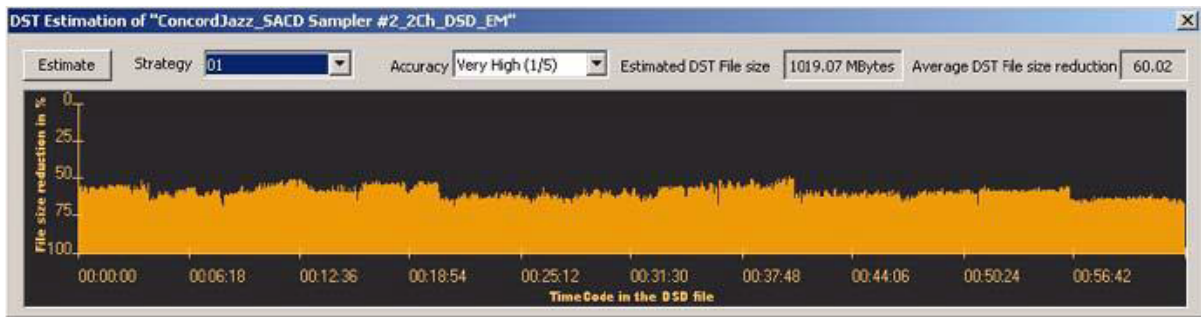 DST Estimation of "ConcordJazz_SACD Sampler #2_2Ch_DSD_EM"
Estimate Strategy 01 Accuracy Very High (1/5) Estimated DST File size 1019.07 MBytes Average DST File size reduction 60.02
File size reduction in %
0
25
50
75
100
00:00:00 00:06:18 00:12:36 00:18:54 00:25:12 00:31:30 00:37:48 00:44:06 00:50:24 00:56:42
TimeCode in the DSD file